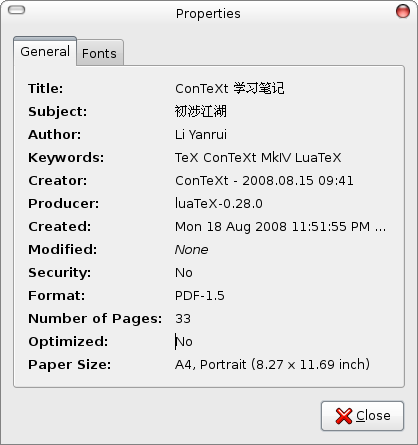 Properties
General Fonts
Title: ConTeXt 学习笔记
Subject: 初涉江湖
Author: Li Yanrui
Keywords: TeX ConTeXt MkIV LuaTeX
Creator: ConTeXt - 2008.08.15 09:41
Producer: luaTeX-0.28.0
Created: Mon 18 Aug 2008 11:51:55 PM ...
Modified: None
Security: No
Format: PDF-1.5
Number of Pages: 33
Optimized: No
Paper Size: A4, Portrait (8.27 x 11.69 inch)
Close